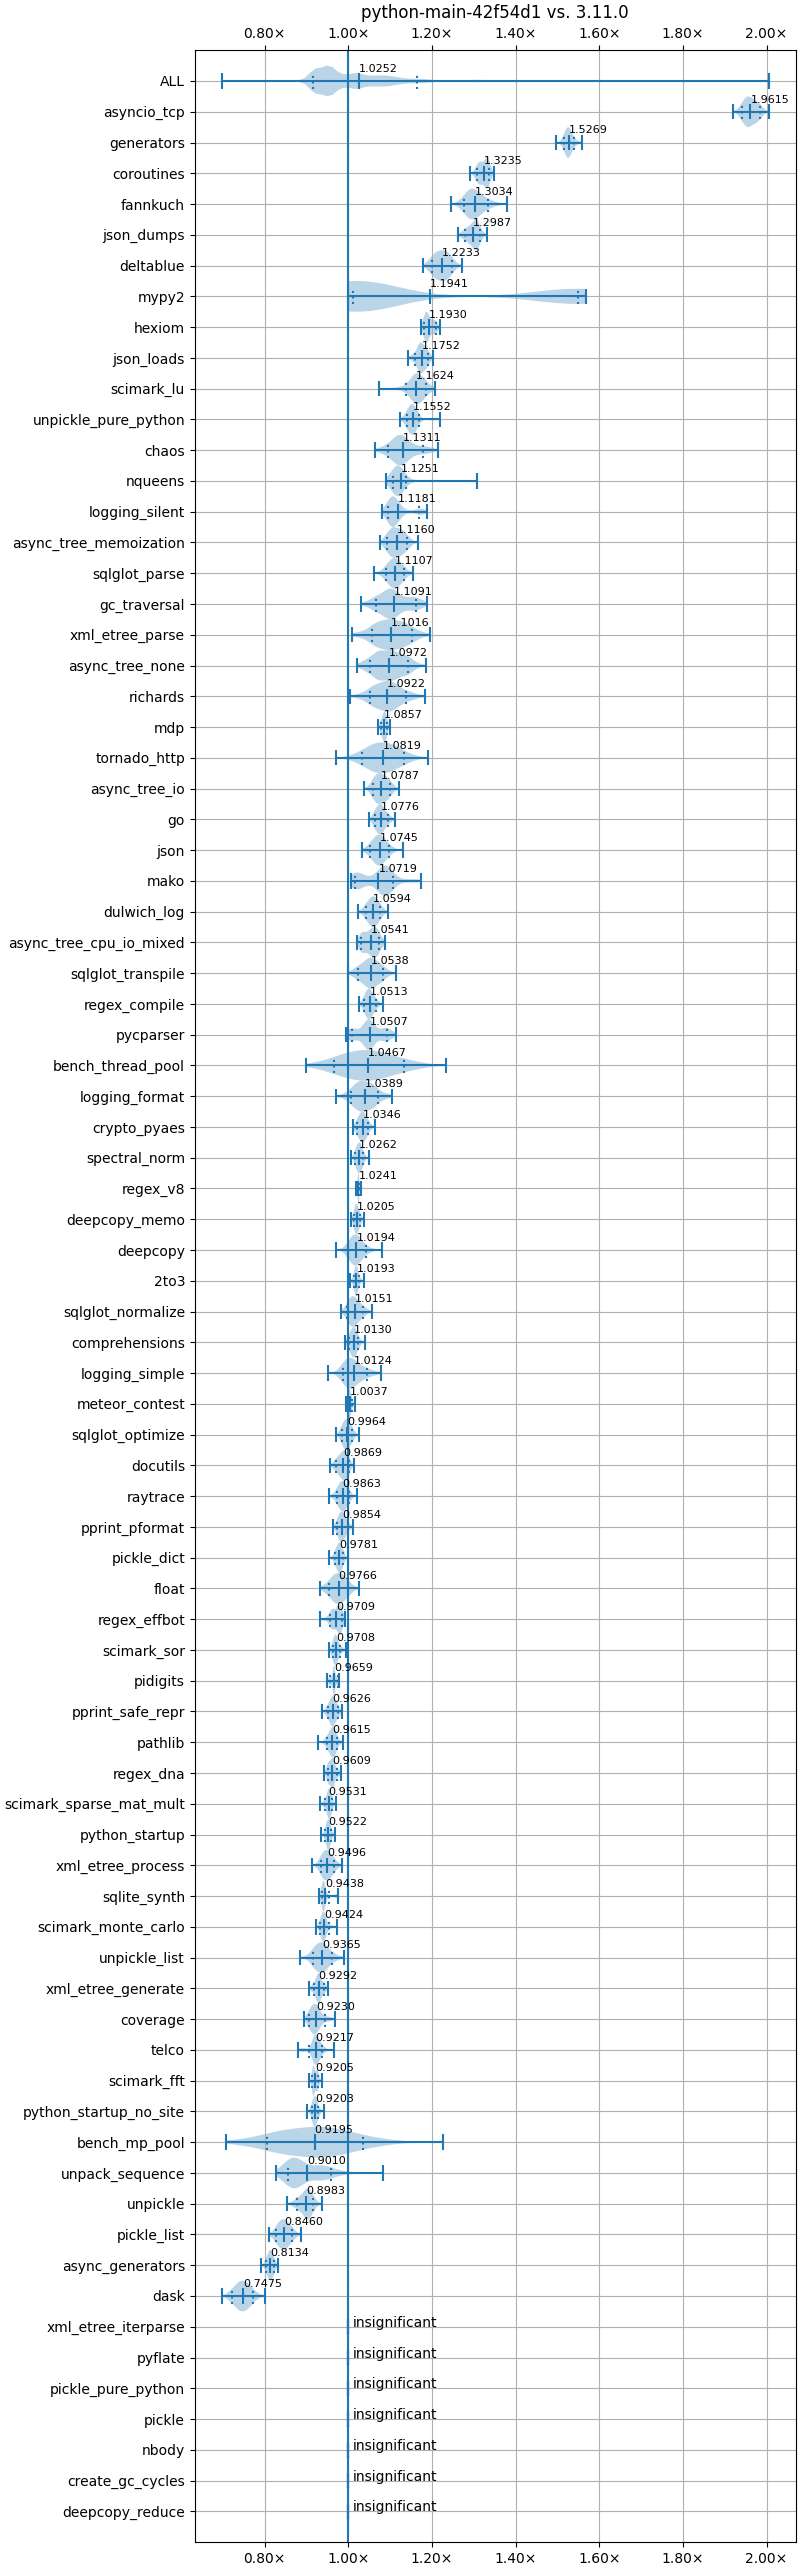 python-main-42f54d1 vs. 3.11.0
0.80× 1.00× 1.20× 1.40× 1.60× 1.80× 2.00×
ALL 1.0252
asyncio_tcp 1.9615
generators 1.5269
coroutines 1.3235
fannkuch 1.3034
json_dumps 1.2987
deltablue 1.2233
mypy2 1.1941
hexiom 1.1930
json_loads 1.1752
scimark_lu 1.1624
unpickle_pure_python 1.1552
chaos 1.1311
nqueens 1.1251
logging_silent 1.1181
async_tree_memoization 1.1160
sqlglot_parse 1.1107
gc_traversal 1.1091
xml_etree_parse 1.1016
async_tree_none 1.0972
richards 1.0922
mdp 1.0857
tornado_http 1.0819
async_tree_io 1.0787
go 1.0776
json 1.0745
mako 1.0719
dulwich_log 1.0594
async_tree_cpu_io_mixed 1.0541
sqlglot_transpile 1.0538
regex_compile 1.0513
pycparser 1.0507
bench_thread_pool 1.0467
logging_format 1.0389
crypto_pyaes 1.0346
spectral_norm 1.0262
regex_v8 1.0241
deepcopy_memo 1.0205
deepcopy 1.0194
2to3 1.0193
sqlglot_normalize 1.0151
comprehensions 1.0130
logging_simple 1.0124
meteor_contest 1.0037
sqlglot_optimize 0.9964
docutils 0.9869
raytrace 0.9863
pprint_pformat 0.9854
pickle_dict 0.9781
float 0.9766
regex_effbot 0.9709
scimark_sor 0.9708
pidigits 0.9659
pprint_safe_repr 0.9626
pathlib 0.9615
regex_dna 0.9609
scimark_sparse_mat_mult 0.9531
python_startup 0.9522
xml_etree_process 0.9496
sqlite_synth 0.9438
scimark_monte_carlo 0.9424
unpickle_list 0.9365
xml_etree_generate 0.9292
coverage 0.9230
telco 0.9217
scimark_fft 0.9205
python_startup_no_site 0.9203
bench_mp_pool 0.9195
unpack_sequence 0.9010
unpickle 0.8983
pickle_list 0.8460
async_generators 0.8134
dask 0.7475
xml_etree_iterparse insignificant
pyflate insignificant
pickle_pure_python insignificant
pickle insignificant
nbody insignificant
create_gc_cycles insignificant
deepcopy_reduce insignificant
0.80× 1.00× 1.20× 1.40× 1.60× 1.80× 2.00×